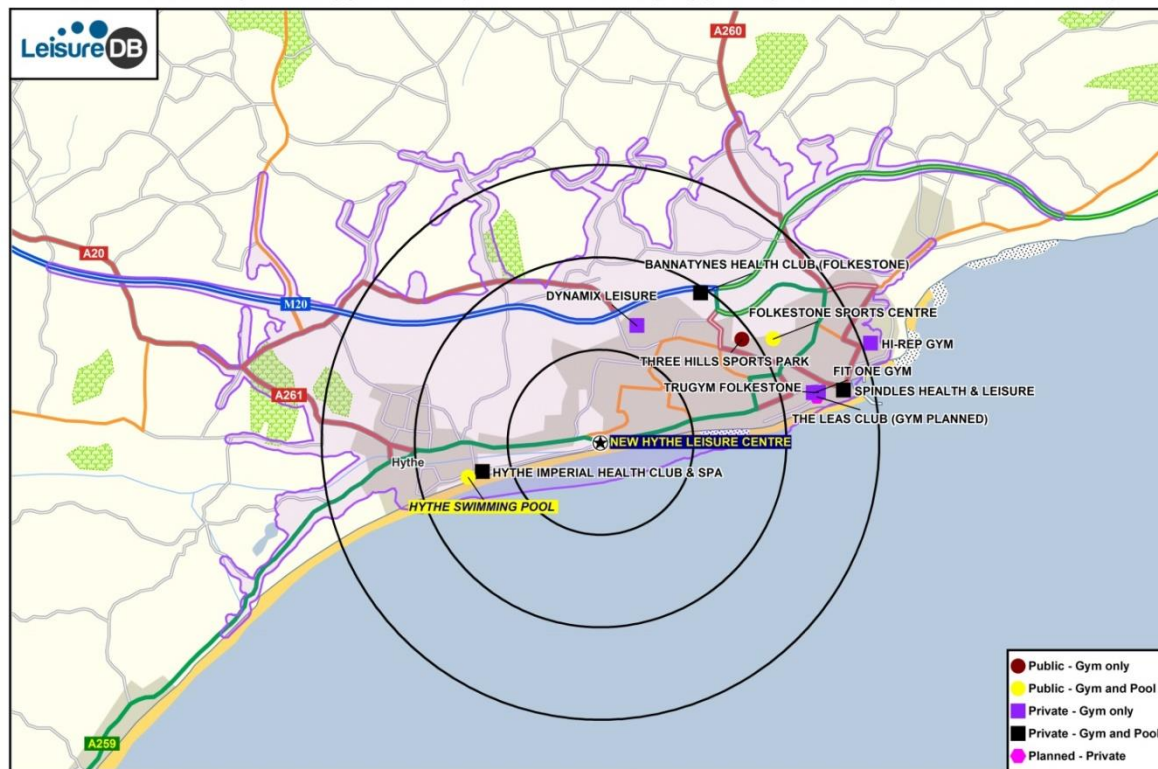 LeisureDB
A260
A20
M20
A261
A259
BANNATYNES HEALTH CLUB (FOLKESTONE)
DYNAMIX LEISURE
FOLKESTONE SPORTS CENTRE
HI-REP GYM
THREE HILLS SPORTS PARK
FIT ONE GYM
TRUGYM FOLKESTONE
SPINDLES HEALTH & LEISURE
THE LEAS CLUB (GYM PLANNED)
NEW HYTHE LEISURE CENTRE
Hythe
HYTHE IMPERIAL HEALTH CLUB & SPA
HYTHE SWIMMING POOL
Public - Gym only
Public - Gym and Pool
Private - Gym only
Private - Gym and Pool
Planned - Private